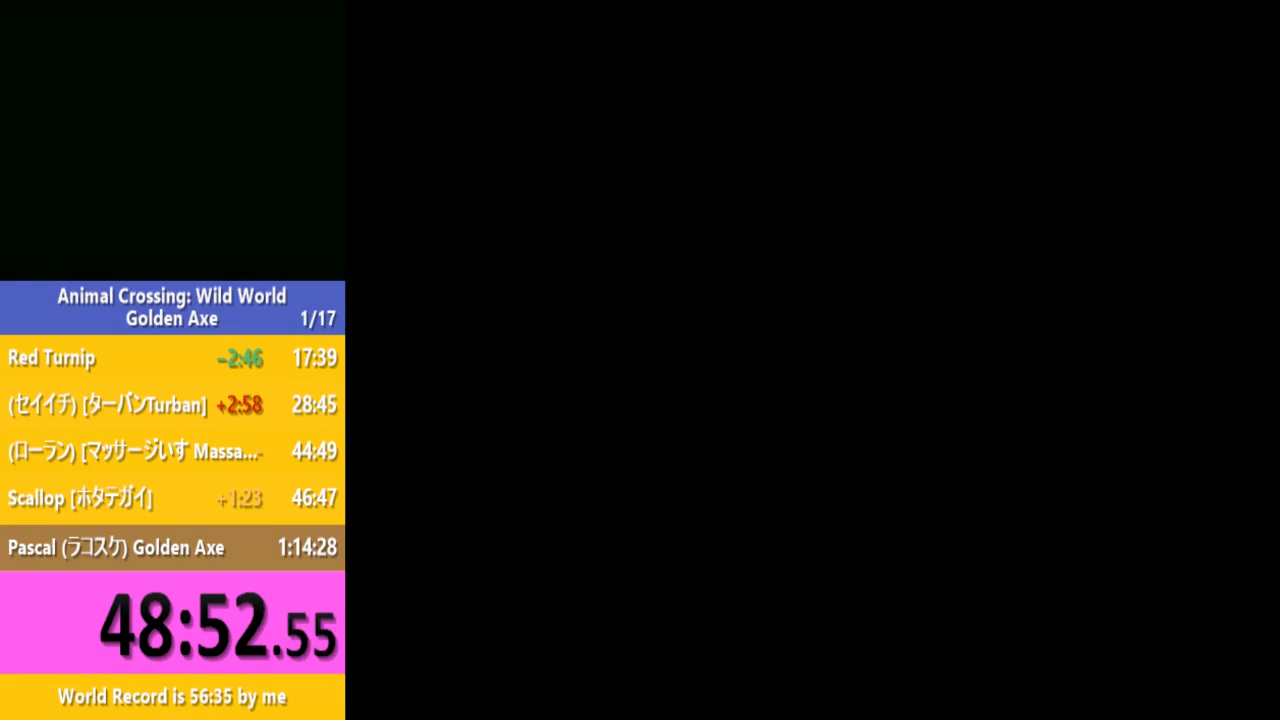 Animal Crossing: Wild World
Golden Axe 1/17
Red Turnip -2:46 17:39
(セイイチ) [ターバンTurban] +2:58 28:45
(ローラン) [マッサージいす Massa...- 44:49
Scallop [ホタテガイ] +1:23 46:47
Pascal (ラコスケ) Golden Axe 1:14:28
48:52.55
World Record is 56:35 by me